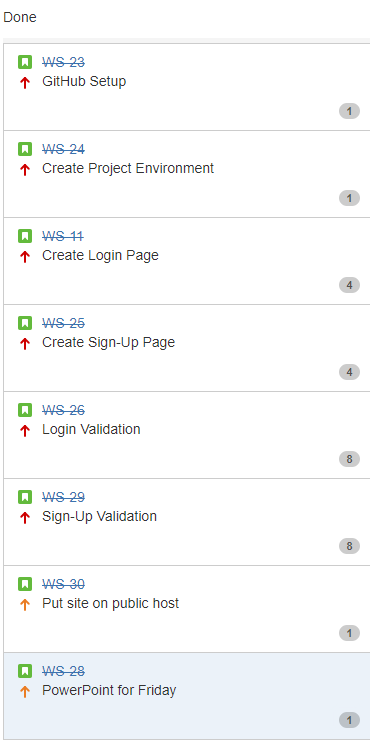 Done
WS-23
GitHub Setup
1
WS-24
Create Project Environment
1
WS-11
Create Login Page
4
WS-25
Create Sign-Up Page
4
WS-26
Login Validation
8
WS-29
Sign-Up Validation
8
WS-30
Put site on public host
1
WS-28
PowerPoint for Friday
1